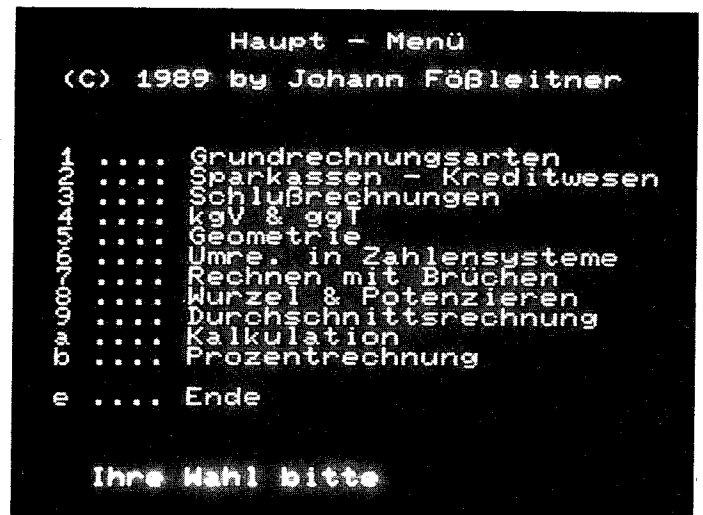 Haupt - Menü
(C) 1989 by Johann Fößleitner
1 .... Grundrechnungsarten
2 .... Sparkassen - Kreditwesen
3 .... Schlußrechnungen
4 .... kgV & ggT
5 .... Geometrie
6 .... Umre. in Zahlensysteme
7 .... Rechnen mit Brüchen
8 .... Wurzel & Potenzieren
9 .... Durchschnittsrechnung
a .... Kalkulation
b .... Prozentrechnung
e .... Ende
Ihre Wahl bitte